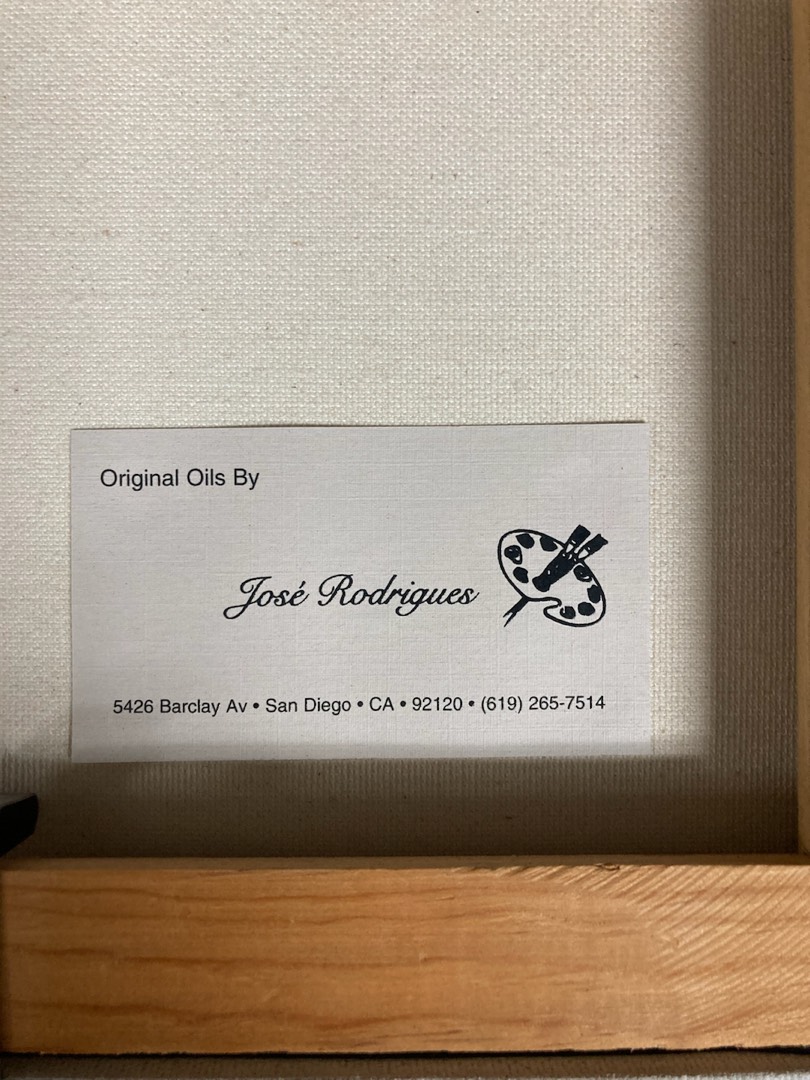 Original Oils By
José Rodrigues
5426 Barclay Av • San Diego • CA • 92120 • (619) 265-7514